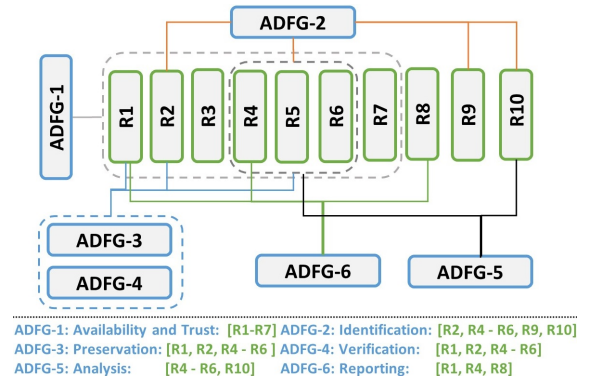 ADFG-2
ADFG-1
R1 R2 R3 R4 R5 R6 R7 R8 R9 R10
ADFG-3
ADFG-4
ADFG-6
ADFG-5
ADFG-1: Availability and Trust: [R1-R7] ADFG-2: Identification: [R2, R4 - R6, R9, R10]
ADFG-3: Preservation: [R1, R2, R4 - R6 ] ADFG-4: Verification: [R1, R2, R4 - R6]
ADFG-5: Analysis: [R4 - R6, R10] ADFG-6: Reporting: [R1, R4, R8]